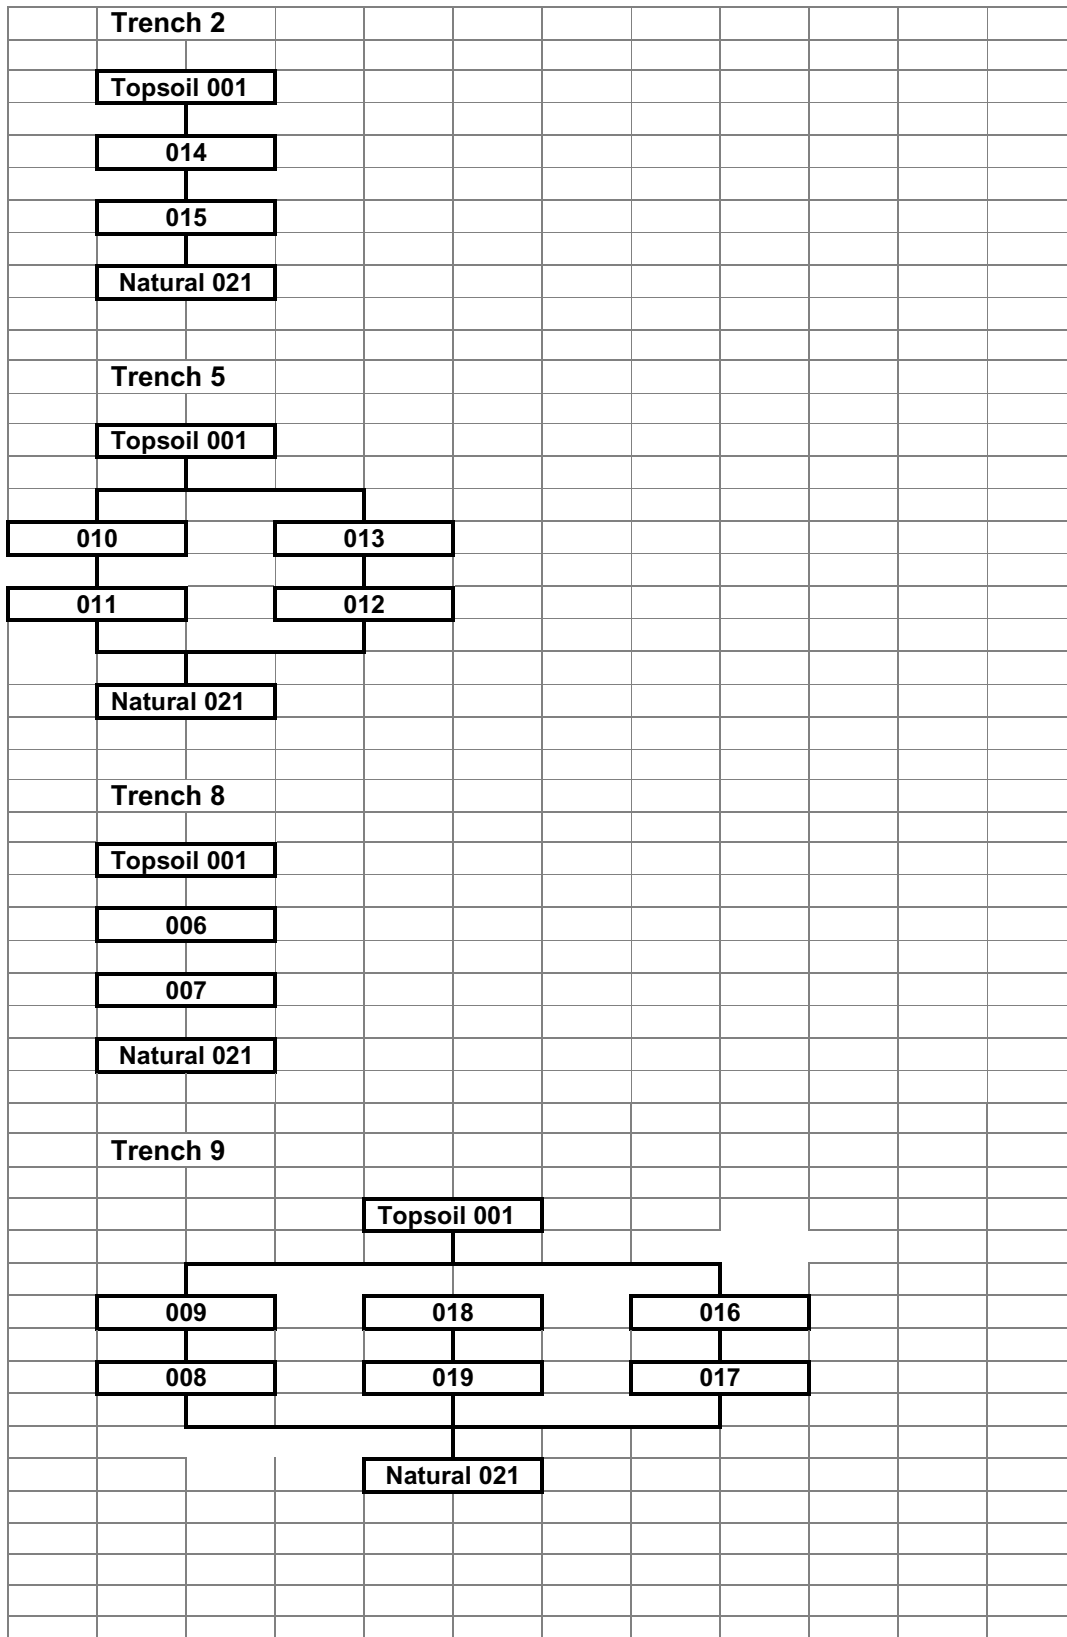 Trench 2
Topsoil 001
014
015
Natural 021
Trench 5
Topsoil 001
010 013
011 012
Natural 021
Trench 8
Topsoil 001
006
007
Natural 021
Trench 9
Topsoil 001
009 018 016
008 019 017
Natural 021